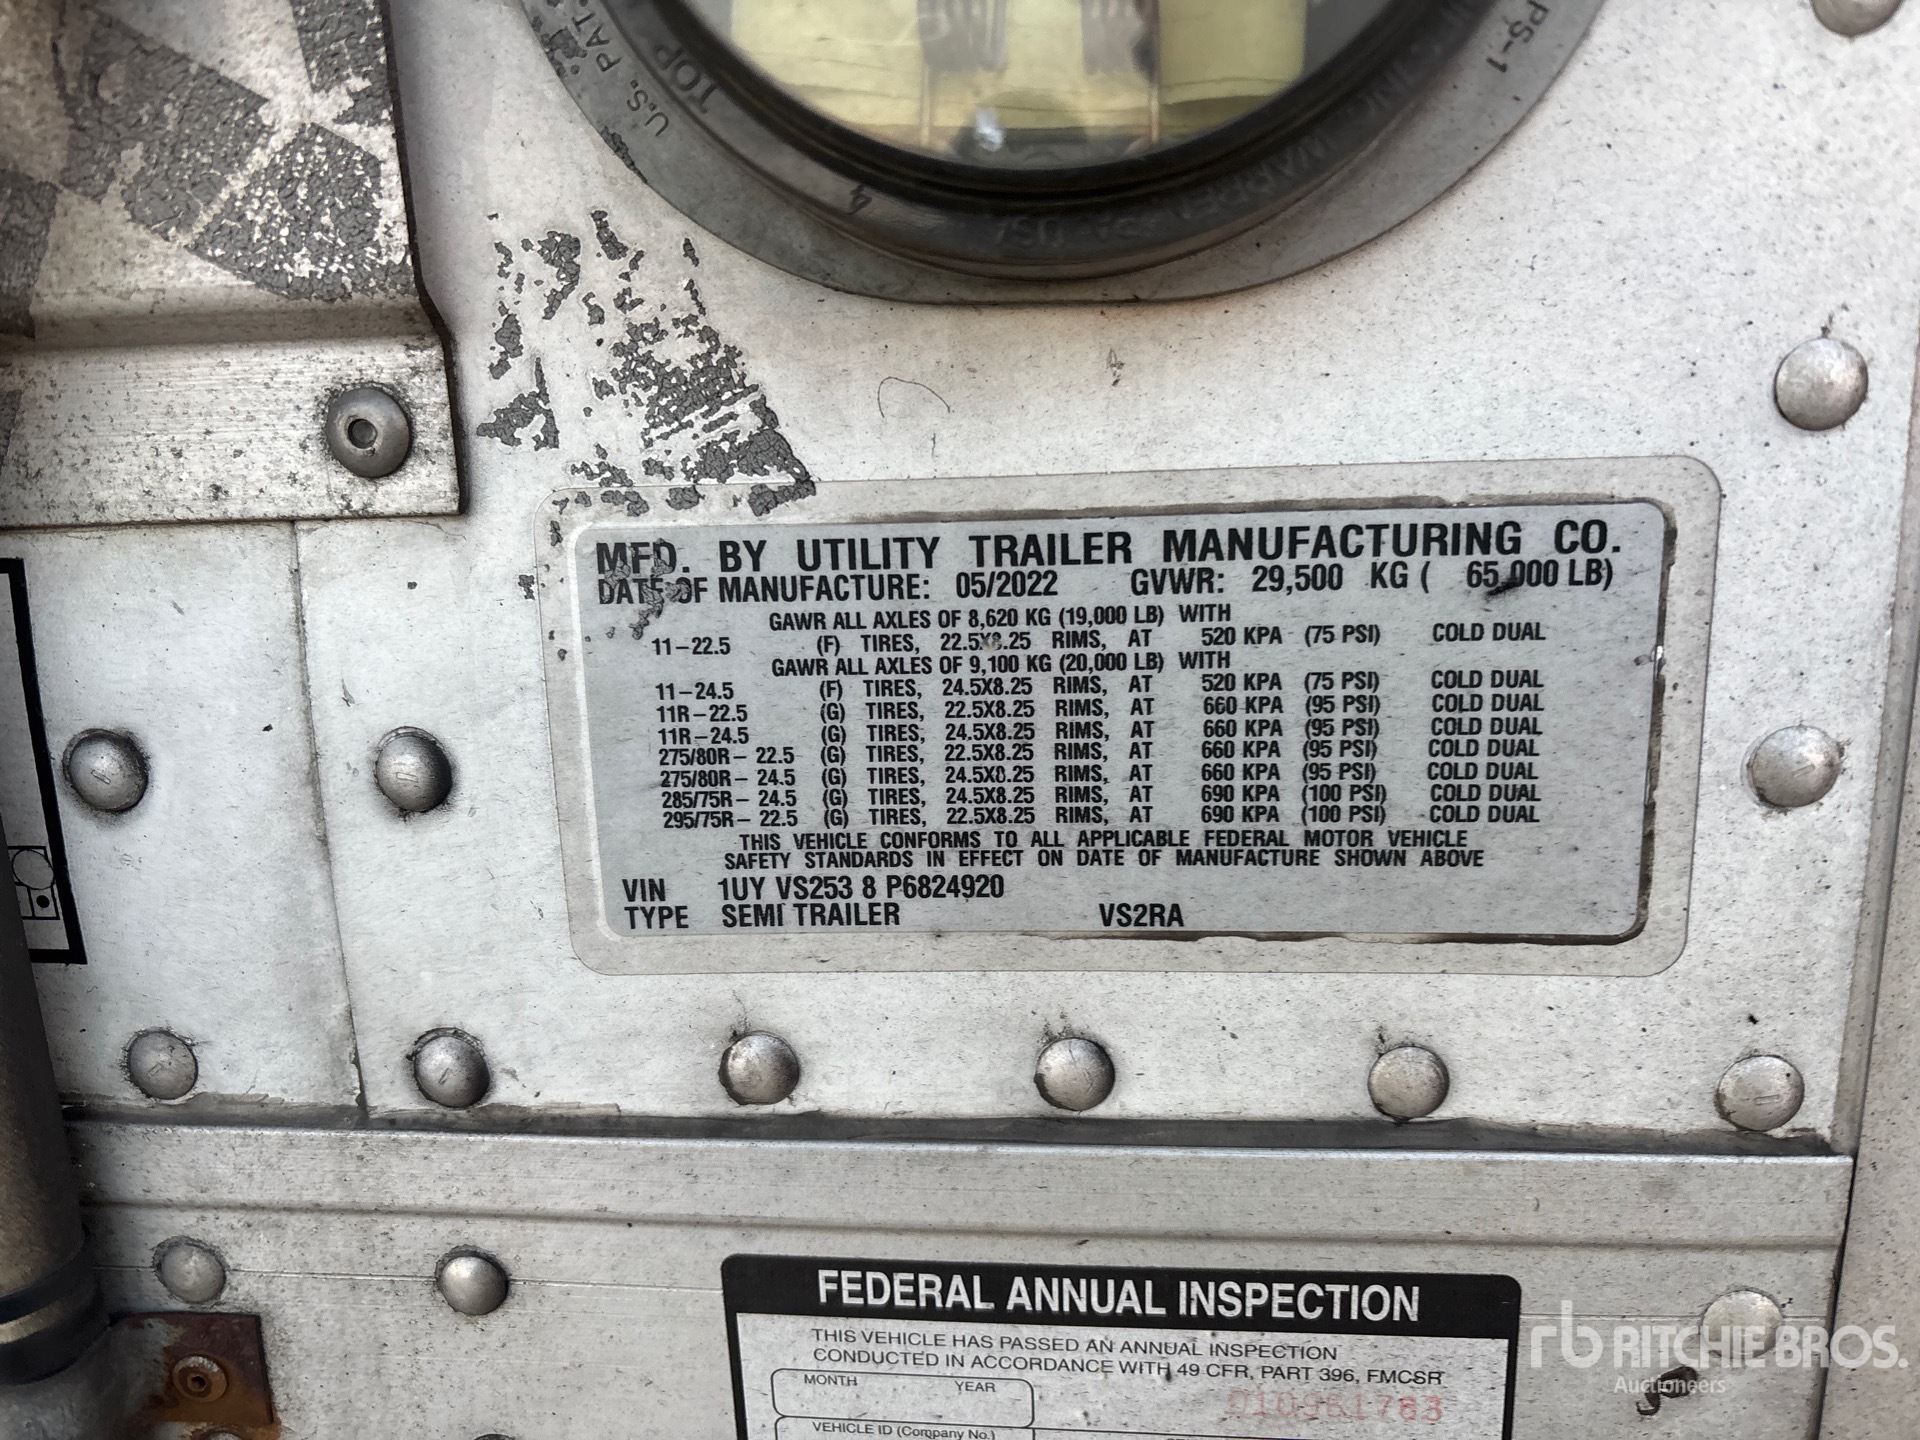 U.S. PAT.
TOP
PS-1
INC. WARREN, PA USA
4
MFD. BY UTILITY TRAILER MANUFACTURING CO.
DATE OF MANUFACTURE: 05/2022 GVWR: 29,500 KG ( 65,000 LB)
GAWR ALL AXLES OF 8,620 KG (19,000 LB) WITH
11-22.5 (F) TIRES, 22.5X8.25 RIMS, AT 520 KPA (75 PSI) COLD DUAL
GAWR ALL AXLES OF 9,100 KG (20,000 LB) WITH
11-24.5 (F) TIRES, 24.5X8.25 RIMS, AT 520 KPA (75 PSI) COLD DUAL
11R-22.5 (G) TIRES, 22.5X8.25 RIMS, AT 660 KPA (95 PSI) COLD DUAL
11R-24.5 (G) TIRES, 24.5X8.25 RIMS, AT 660 KPA (95 PSI) COLD DUAL
275/80R-22.5 (G) TIRES, 22.5X8.25 RIMS, AT 660 KPA (95 PSI) COLD DUAL
275/80R-24.5 (G) TIRES, 24.5X8.25 RIMS, AT 660 KPA (95 PSI) COLD DUAL
285/75R-24.5 (G) TIRES, 24.5X8.25 RIMS, AT 690 KPA (100 PSI) COLD DUAL
295/75R-22.5 (G) TIRES, 22.5X8.25 RIMS, AT 690 KPA (100 PSI) COLD DUAL
THIS VEHICLE CONFORMS TO ALL APPLICABLE FEDERAL MOTOR VEHICLE
SAFETY STANDARDS IN EFFECT ON DATE OF MANUFACTURE SHOWN ABOVE
VIN 1UY VS253 8 P6824920
TYPE SEMI TRAILER VS2RA
FEDERAL ANNUAL INSPECTION
THIS VEHICLE HAS PASSED AN ANNUAL INSPECTION
CONDUCTED IN ACCORDANCE WITH 49 CFR, PART 396, FMCSR
MONTH YEAR
VEHICLE ID (Company No.)
rb RITCHIE BROS.
Auctioneers